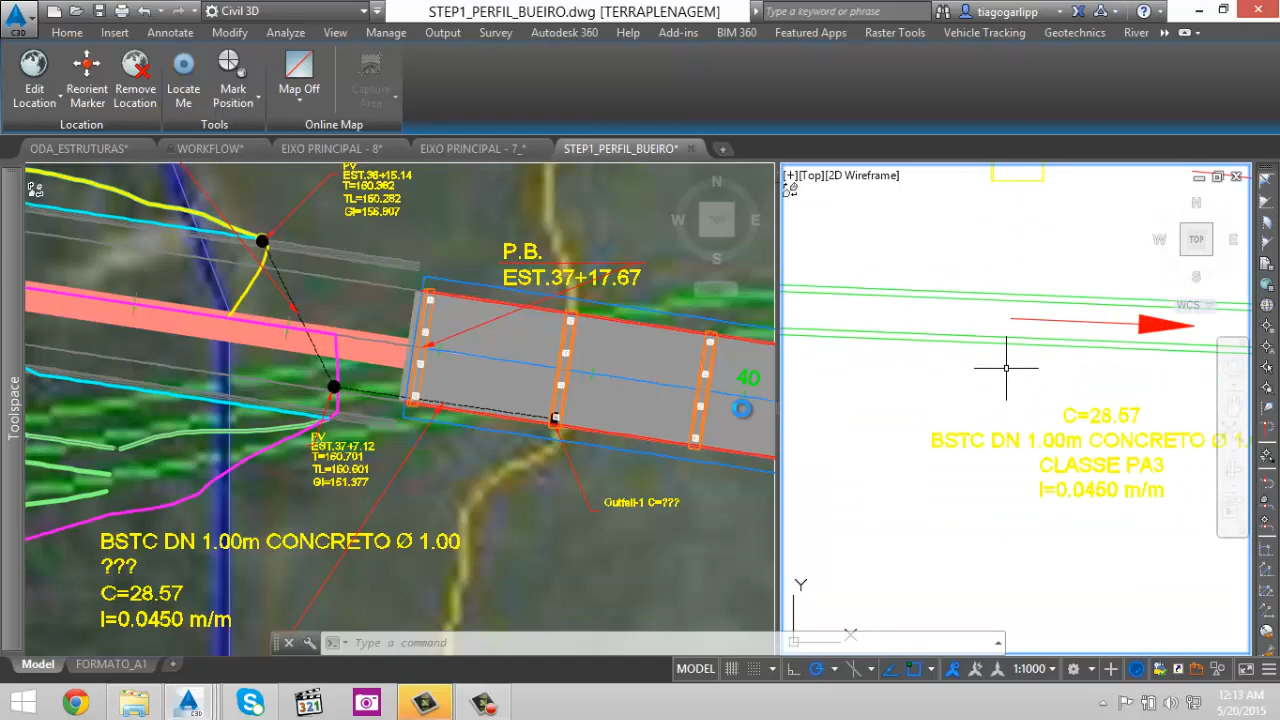 Civil 3D
STEP1_PERFIL_BUEIRO.dwg [TERRAPLENAGEM]
Type a keyword or phrase
tiagogarlipp
C3D
Home Insert Annotate Modify Analyze View Manage Output Survey Autodesk 360 Help Add-ins BIM 360 Featured Apps Raster Tools Vehicle Tracking Geotechnics River
Edit Location
Reorient Marker
Remove Location
Locate Me
Mark Position
Map Off
Capture Area
Location
Tools
Online Map
ODA_ESTRUTURAS*
WORKFLOW*
EIXO PRINCIPAL - 8*
EIXO PRINCIPAL - 7_*
STEP1_PERFIL_BUEIRO*
Toolspace
PV
EST.36+15.14
T=160.362
TL=160.282
GI=156.907
P.B.
EST.37+17.67
N
W
TOP
E
S
40
PV
EST.37+7.12
T=160.701
TL=160.601
GI=151.377
Outfall-1 C=???
BSTC DN 1.00m CONCRETO Ø 1.00
???
C=28.57
I=0.0450 m/m
[+][Top][2D Wireframe]
N
W
TOP
E
S
WCS
C=28.57
BSTC DN 1.00m CONCRETO Ø 1.0
CLASSE PA3
I=0.0450 m/m
Y
X
Type a command
Model
FORMATO_A1
MODEL
1:1000
C3D
321
12:13 AM
5/20/2015